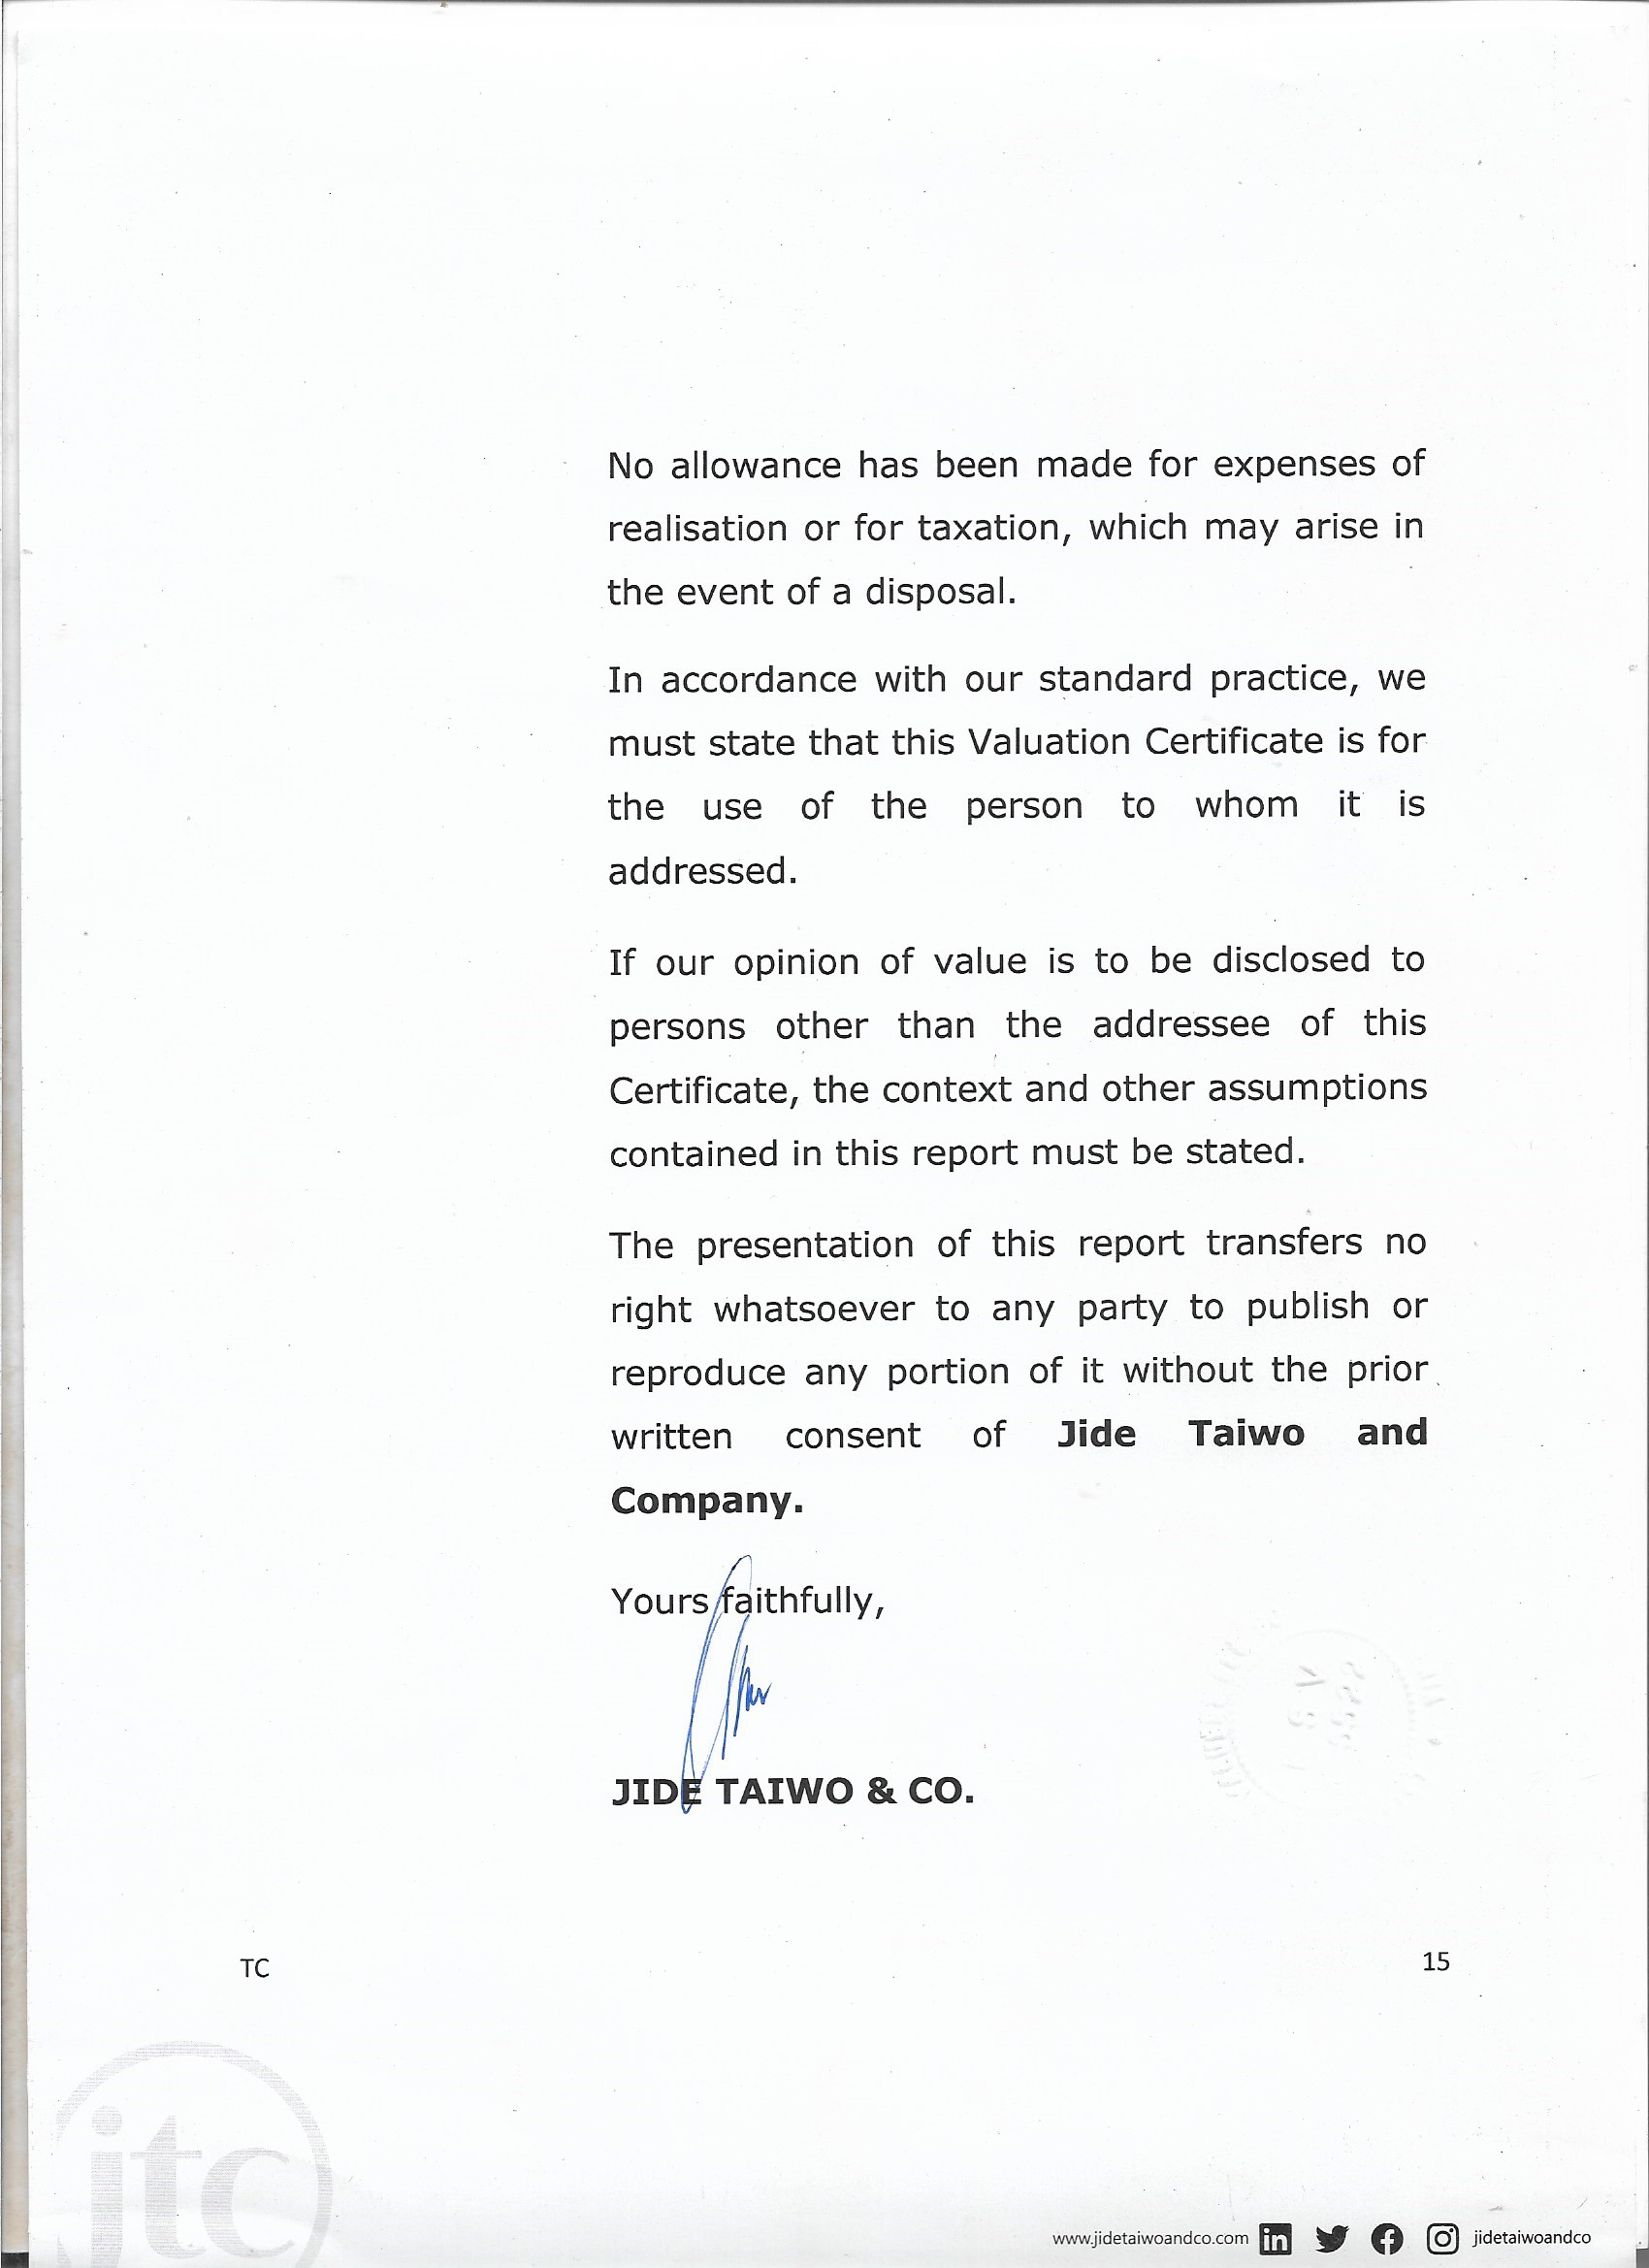 No allowance has been made for expenses of
realisation or for taxation, which may arise in
the event of a disposal.
In accordance with our standard practice, we
must state that this Valuation Certificate is for
the use of the person to whom it is
addressed.
If our opinion of value is to be disclosed to
persons other than the addressee of this
Certificate, the context and other assumptions
contained in this report must be stated.
The presentation of this report transfers no
right whatsoever to any party to publish or
reproduce any portion of it without the prior
written consent of Jide Taiwo and
Company.
Yours faithfully,
JIDE TAIWO & CO.
TC 15
jtc
www.jidetaiwoandco.com in jidetaiwoandco